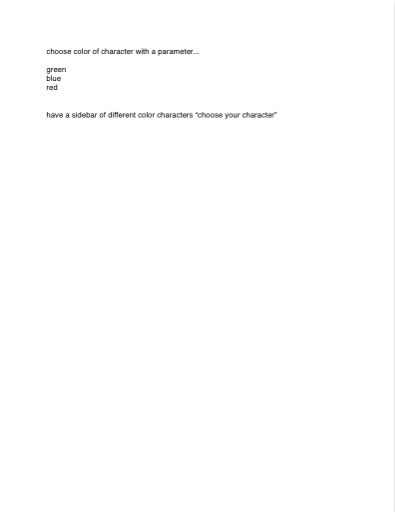 choose color of character with a parameter...
green
blue
red
have a sidebar of different color characters “choose your character”